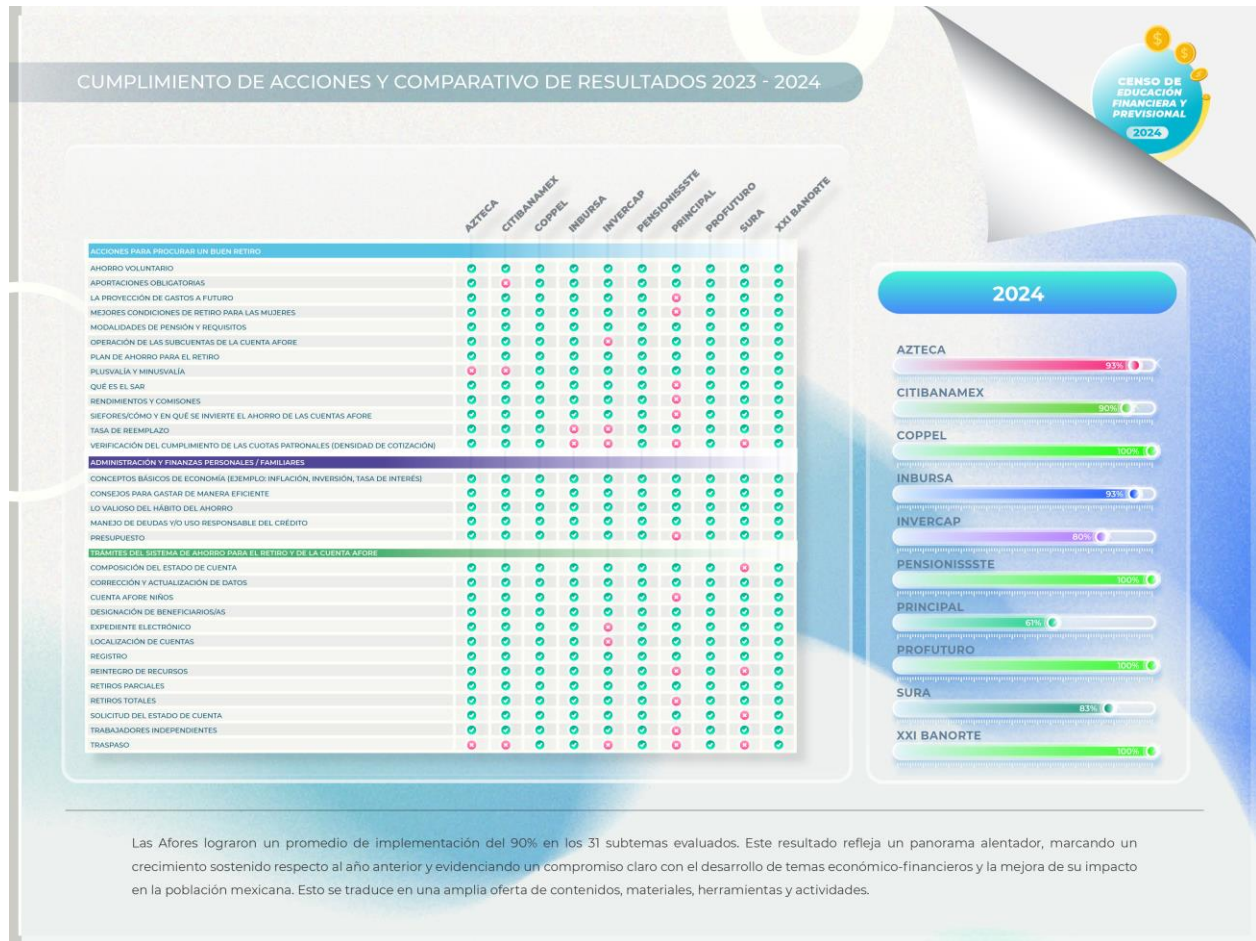 CUMPLIMIENTO DE ACCIONES Y COMPARATIVO DE RESULTADOS 2023 - 2024
CENSO DE
EDUCACIÓN
FINANCIERA Y
PREVISIONAL
2024
AZTECA
CITIBANAMEX
COPPEL
INBURSA
INVERCAP
PENSIONISSSTE
PRINCIPAL
PROFUTURO
SURA
XXI BANORTE
ACCIONES PARA PROCURAR UN BUEN RETIRO
AHORRO VOLUNTARIO
APORTACIONES OBLIGATORIAS
LA PROYECCIÓN DE GASTOS A FUTURO
MEJORES CONDICIONES DE RETIRO PARA LAS MUJERES
MODALIDADES DE PENSIÓN Y REQUISITOS
OPERACIÓN DE LAS SUBCUENTAS DE LA CUENTA AFORE
PLAN DE AHORRO PARA EL RETIRO
PLUSVALÍA Y MINUSVALÍA
QUÉ ES EL SAR
RENDIMIENTOS Y COMISONES
SIEFORES/CÓMO Y EN QUÉ SE INVIERTE EL AHORRO DE LAS CUENTAS AFORE
TASA DE REEMPLAZO
VERIFICACIÓN DEL CUMPLIMIENTO DE LAS CUOTAS PATRONALES (DENSIDAD DE COTIZACIÓN)
ADMINISTRACIÓN Y FINANZAS PERSONALES / FAMILIARES
CONCEPTOS BÁSICOS DE ECONOMÍA (EJEMPLO: INFLACIÓN, INVERSIÓN, TASA DE INTERÉS)
CONSEJOS PARA GASTAR DE MANERA EFICIENTE
LO VALIOSO DEL HÁBITO DEL AHORRO
MANEJO DE DEUDAS Y/O USO RESPONSABLE DEL CRÉDITO
PRESUPUESTO
TRÁMITES DEL SISTEMA DE AHORRO PARA EL RETIRO Y DE LA CUENTA AFORE
COMPOSICIÓN DEL ESTADO DE CUENTA
CORRECCIÓN Y ACTUALIZACIÓN DE DATOS
CUENTA AFORE NIÑOS
DESIGNACIÓN DE BENEFICIARIOS/AS
EXPEDIENTE ELECTRÓNICO
LOCALIZACIÓN DE CUENTAS
REGISTRO
REINTEGRO DE RECURSOS
RETIROS PARCIALES
RETIROS TOTALES
SOLICITUD DEL ESTADO DE CUENTA
TRABAJADORES INDEPENDIENTES
TRASPASO
2024
AZTECA
93%
CITIBANAMEX
90%
COPPEL
100%
INBURSA
93%
INVERCAP
80%
PENSIONISSSTE
100%
PRINCIPAL
61%
PROFUTURO
100%
SURA
83%
XXI BANORTE
100%
Las Afores lograron un promedio de implementación del 90% en los 31 subtemas evaluados. Este resultado refleja un panorama alentador, marcando un
crecimiento sostenido respecto al año anterior y evidenciando un compromiso claro con el desarrollo de temas económico-financieros y la mejora de su impacto
en la población mexicana. Esto se traduce en una amplia oferta de contenidos, materiales, herramientas y actividades.